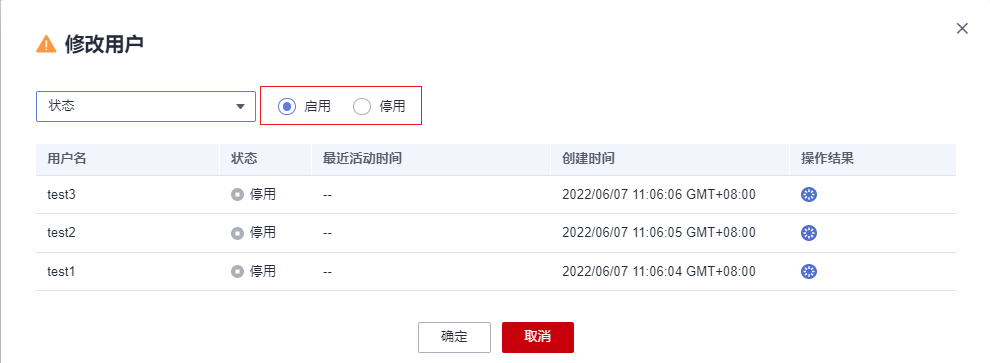 修改用户
状态 启用 停用
用户名 状态 最近活动时间 创建时间 操作结果
test3 停用 -- 2022/06/07 11:06:06 GMT+08:00
test2 停用 -- 2022/06/07 11:06:05 GMT+08:00
test1 停用 -- 2022/06/07 11:06:04 GMT+08:00
确定 取消